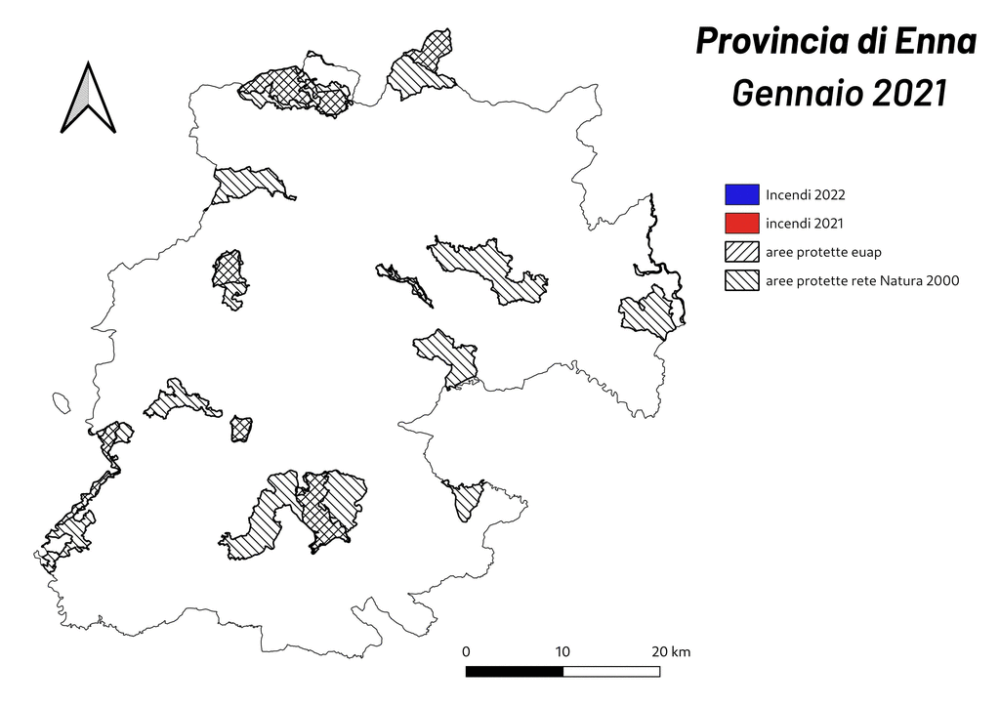 Provincia di Enna
Gennaio 2021
Incendi 2022
incendi 2021
aree protette euap
aree protette rete Natura 2000
0 10 20 km